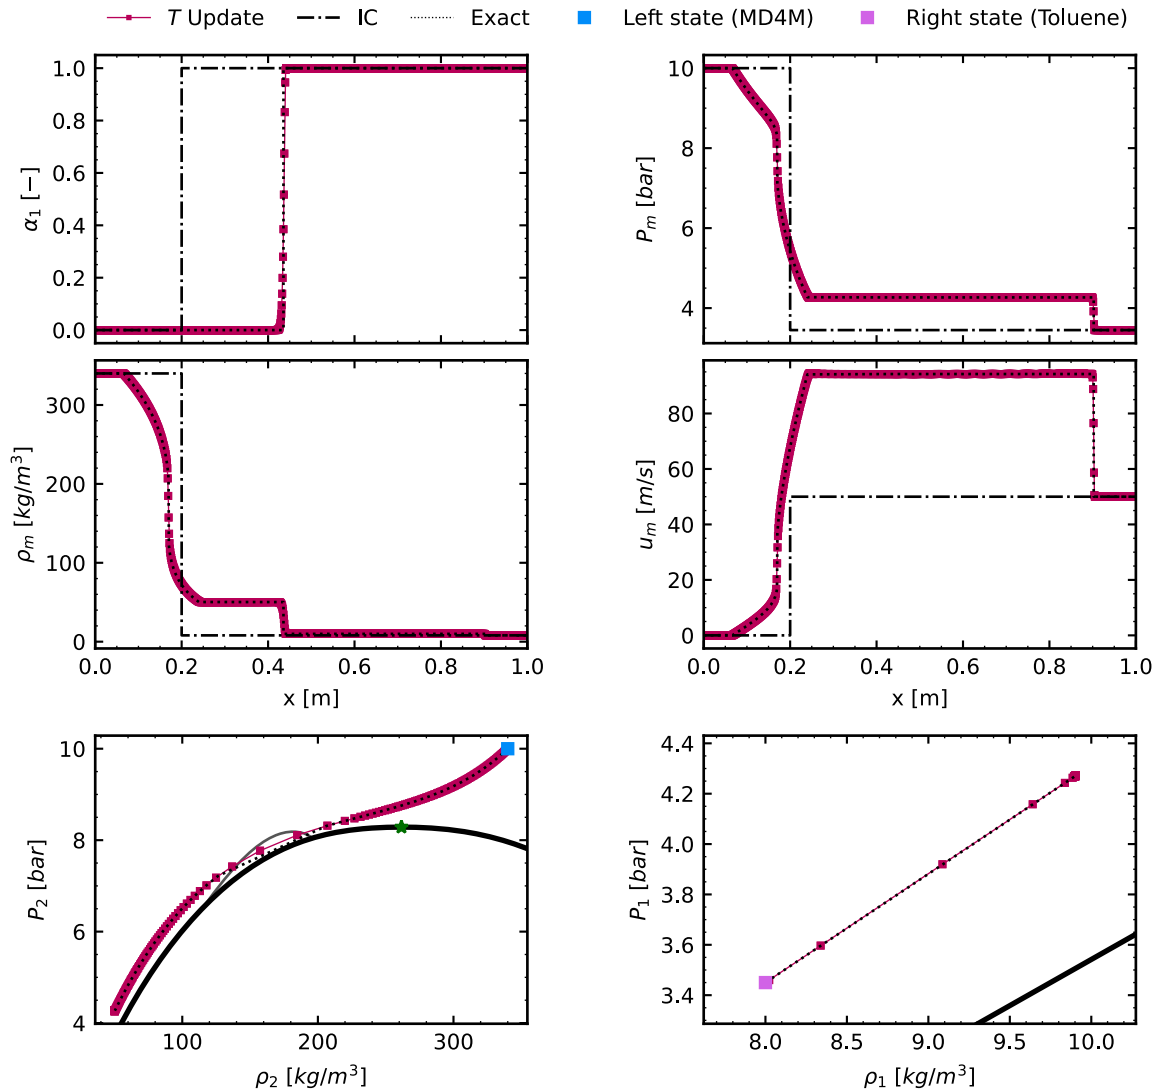 T Update IC Exact Left state (MD4M) Right state (Toluene)
1.0
0.8
0.6
0.4
0.2
0.0
α₁ [−]
10
8
6
4
P_m [bar]
300
200
100
0
ρ_m [kg/m³]
0.0 0.2 0.4 0.6 0.8 1.0
x [m]
80
60
40
20
0
u_m [m/s]
0.0 0.2 0.4 0.6 0.8 1.0
x [m]
10
8
6
4
P₂ [bar]
100 200 300
ρ₂ [kg/m³]
4.4
4.2
4.0
3.8
3.6
3.4
P₁ [bar]
8.0 8.5 9.0 9.5 10.0
ρ₁ [kg/m³]